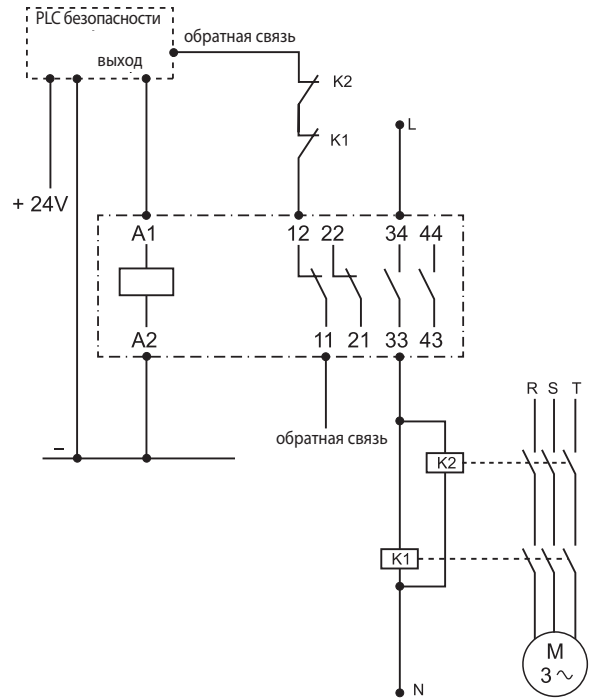 PLC безопасности
выход
обратная связь
K2
K1
L
+ 24V
A1
12 22
34 44
A2
11 21
33 43
R S T
обратная связь
–
K2
K1
M
3 ~
N